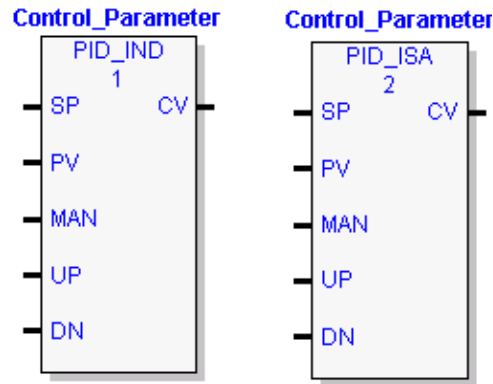 Control_Parameter
PID_IND
1
SP CV
PV
MAN
UP
DN
Control_Parameter
PID_ISA
2
SP CV
PV
MAN
UP
DN